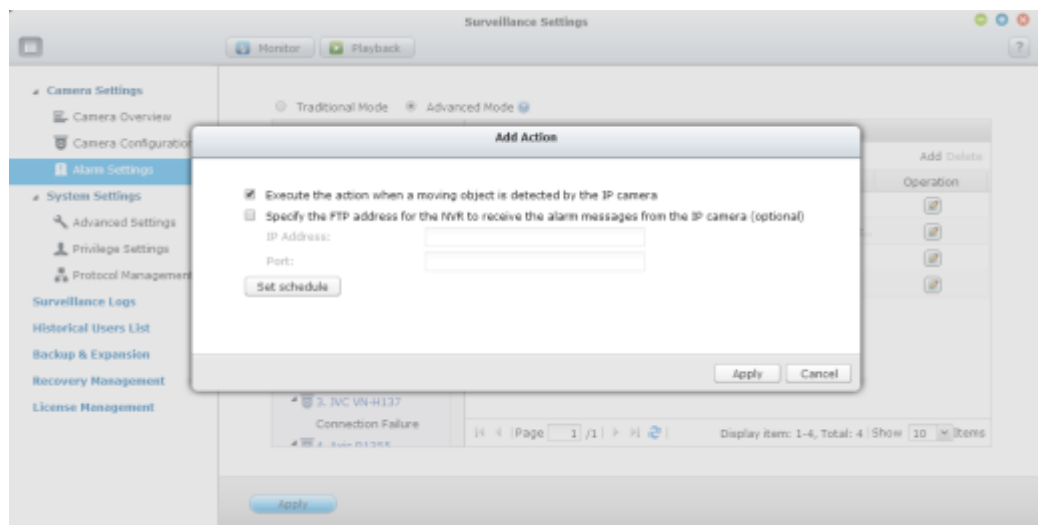 Surveillance Settings
Monitor Playback ?
Camera Settings
Camera Overview
Camera Configuration
Alarm Settings
System Settings
Advanced Settings
Privilege Settings
Protocol Management
Surveillance Logs
Historical Users List
Backup & Expansion
Recovery Management
License Management
Traditional Mode Advanced Mode
Add Delete
Operation
Add Action
Execute the action when a moving object is detected by the IP camera
Specify the FTP address for the NVR to receive the alarm messages from the IP camera (optional)
IP Address:
Port:
Set schedule
Apply Cancel
3. JVC VN-H137
Connection Failure
Page 1 /1 Display item: 1-4, Total: 4 Show 10 Items
Apply